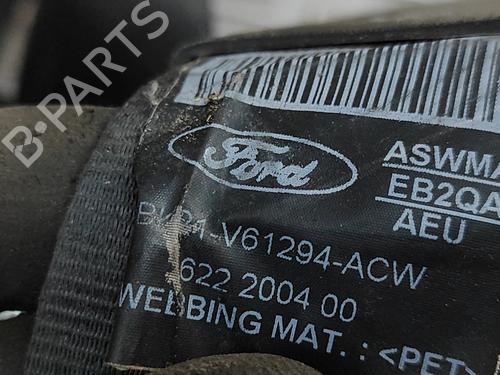 Ford
ASWMA
EB2QA
AEU
V61294-ACW
622 2004 00
WEBBING MAT. : <PET>
B-PARTS